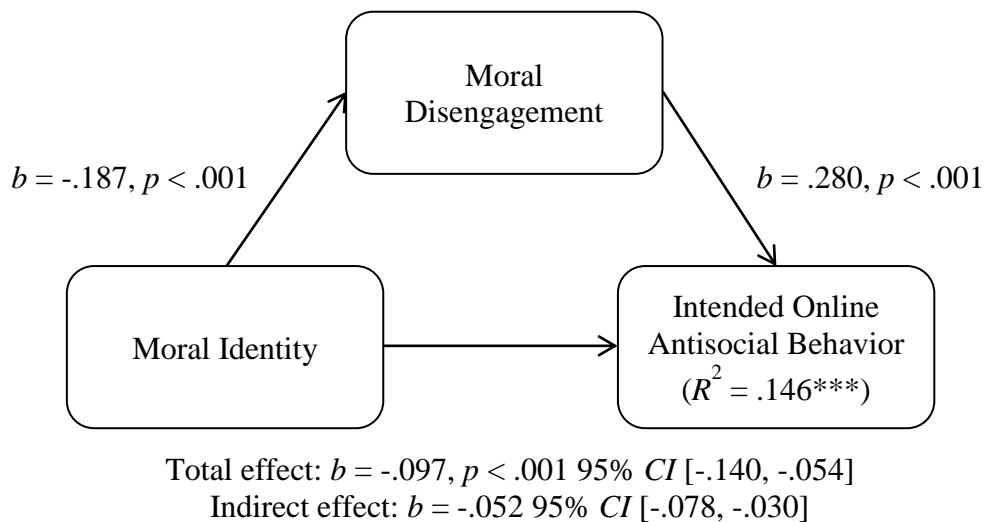 Moral
Disengagement
b = -.187, p < .001
b = .280, p < .001
Moral Identity
Intended Online
Antisocial Behavior
(R² = .146***)
Total effect: b = -.097, p < .001 95% CI [-.140, -.054]
Indirect effect: b = -.052 95% CI [-.078, -.030]